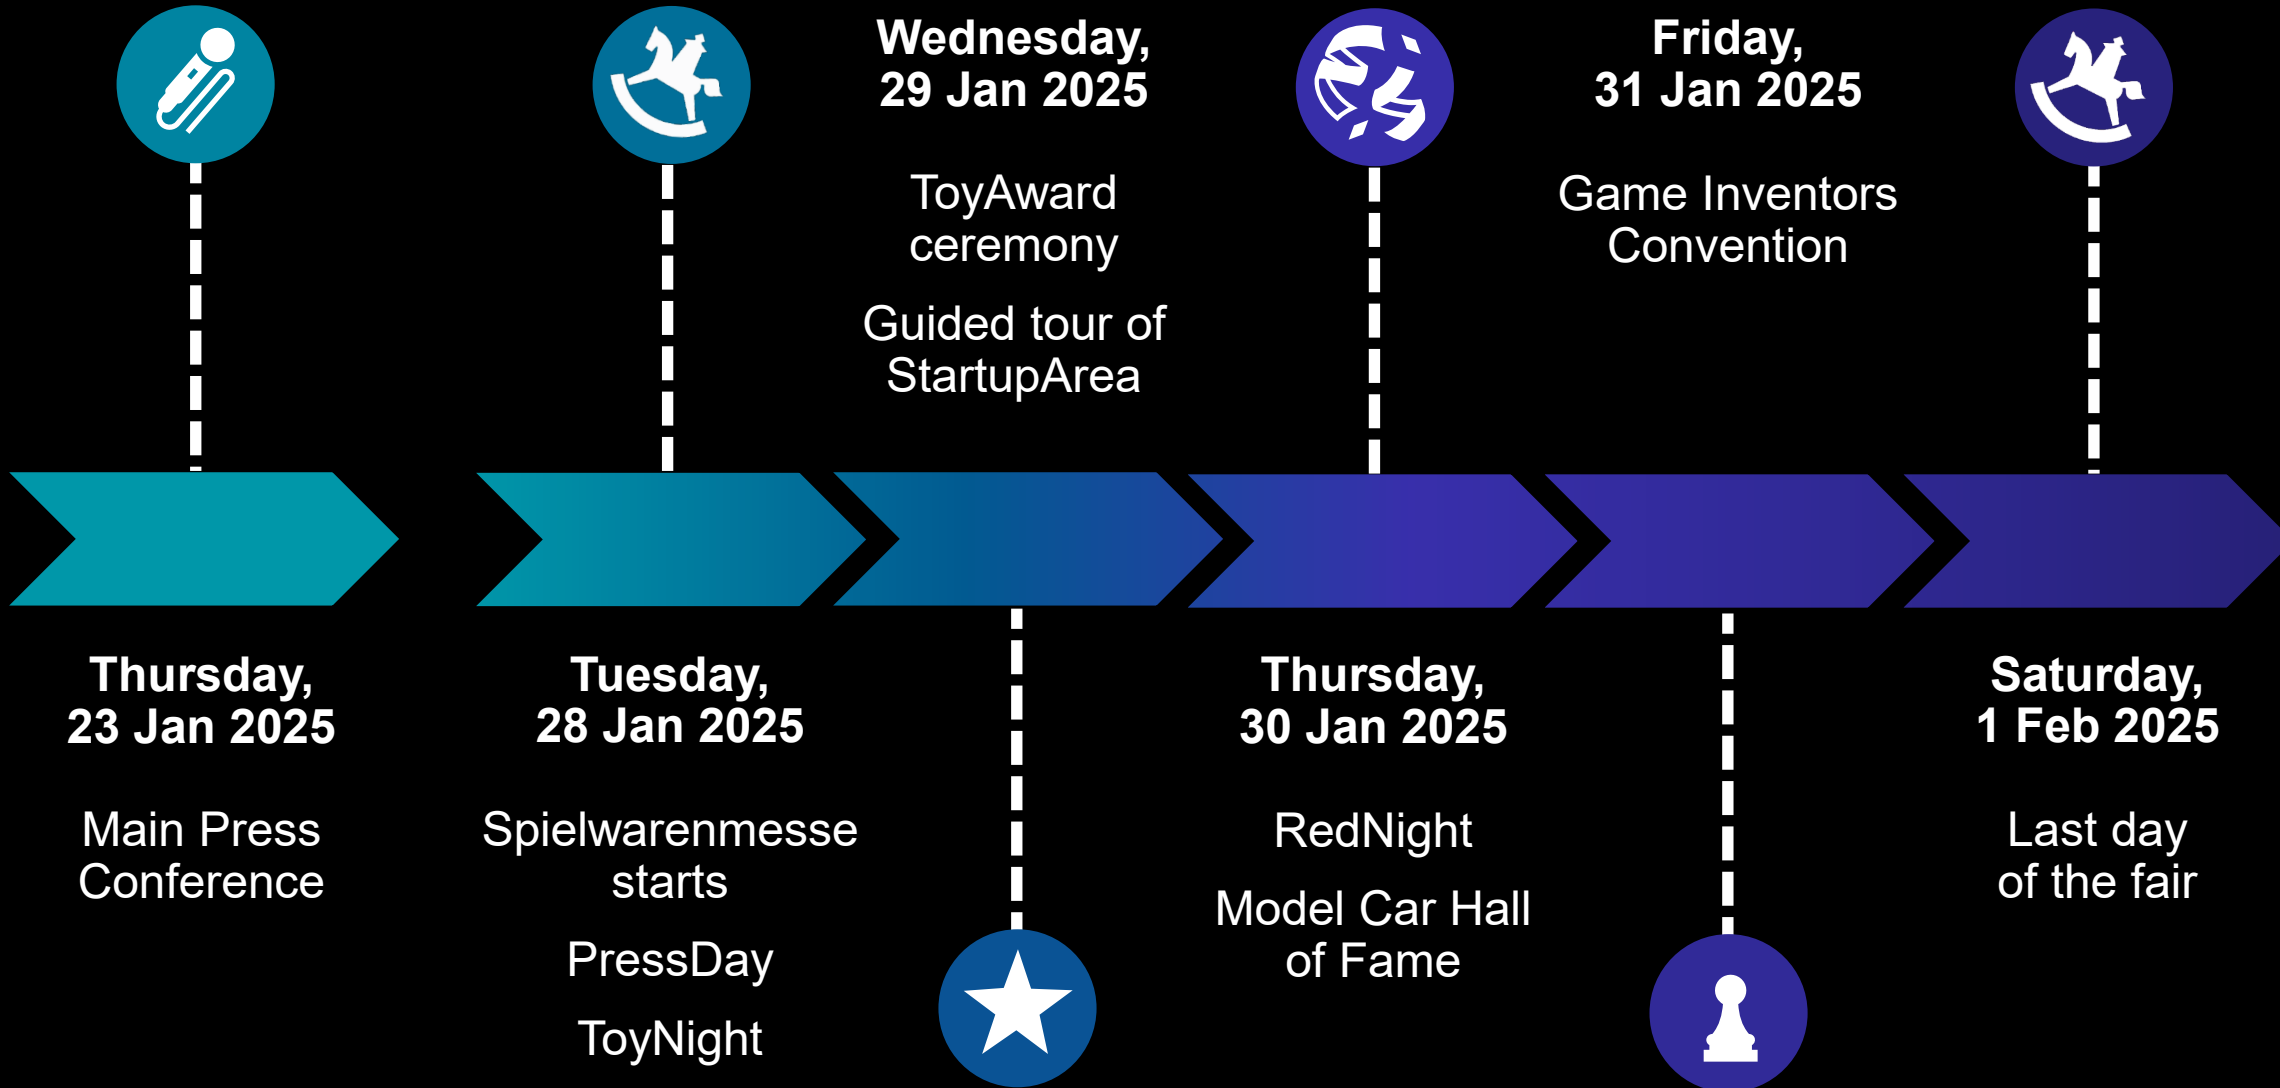 Thursday,
23 Jan 2025
Main Press
Conference
Tuesday,
28 Jan 2025
Spielwarenmesse
starts
PressDay
ToyNight
Wednesday,
29 Jan 2025
ToyAward
ceremony
Guided tour of
StartupArea
Thursday,
30 Jan 2025
RedNight
Model Car Hall
of Fame
Friday,
31 Jan 2025
Game Inventors
Convention
Saturday,
1 Feb 2025
Last day
of the fair